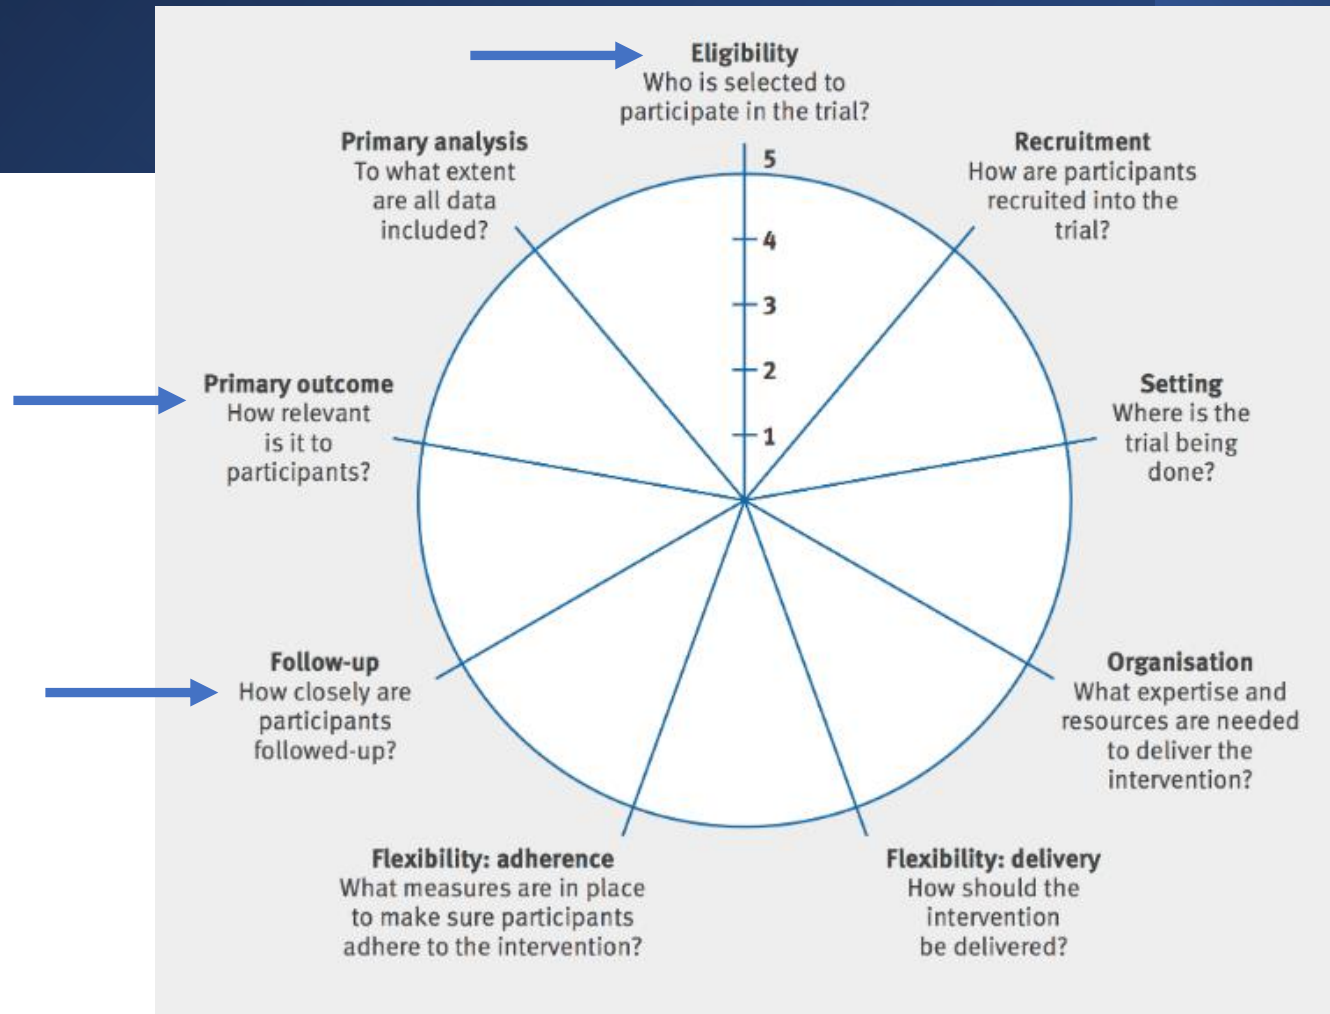 Eligibility
Who is selected to
participate in the trial?
Recruitment
How are participants
recruited into the
trial?
Setting
Where is the
trial being
done?
Organisation
What expertise and
resources are needed
to deliver the
intervention?
Flexibility: delivery
How should the
intervention
be delivered?
Flexibility: adherence
What measures are in place
to make sure participants
adhere to the intervention?
Follow-up
How closely are
participants
followed-up?
Primary outcome
How relevant
is it to
participants?
Primary analysis
To what extent
are all data
included?
5
4
3
2
1